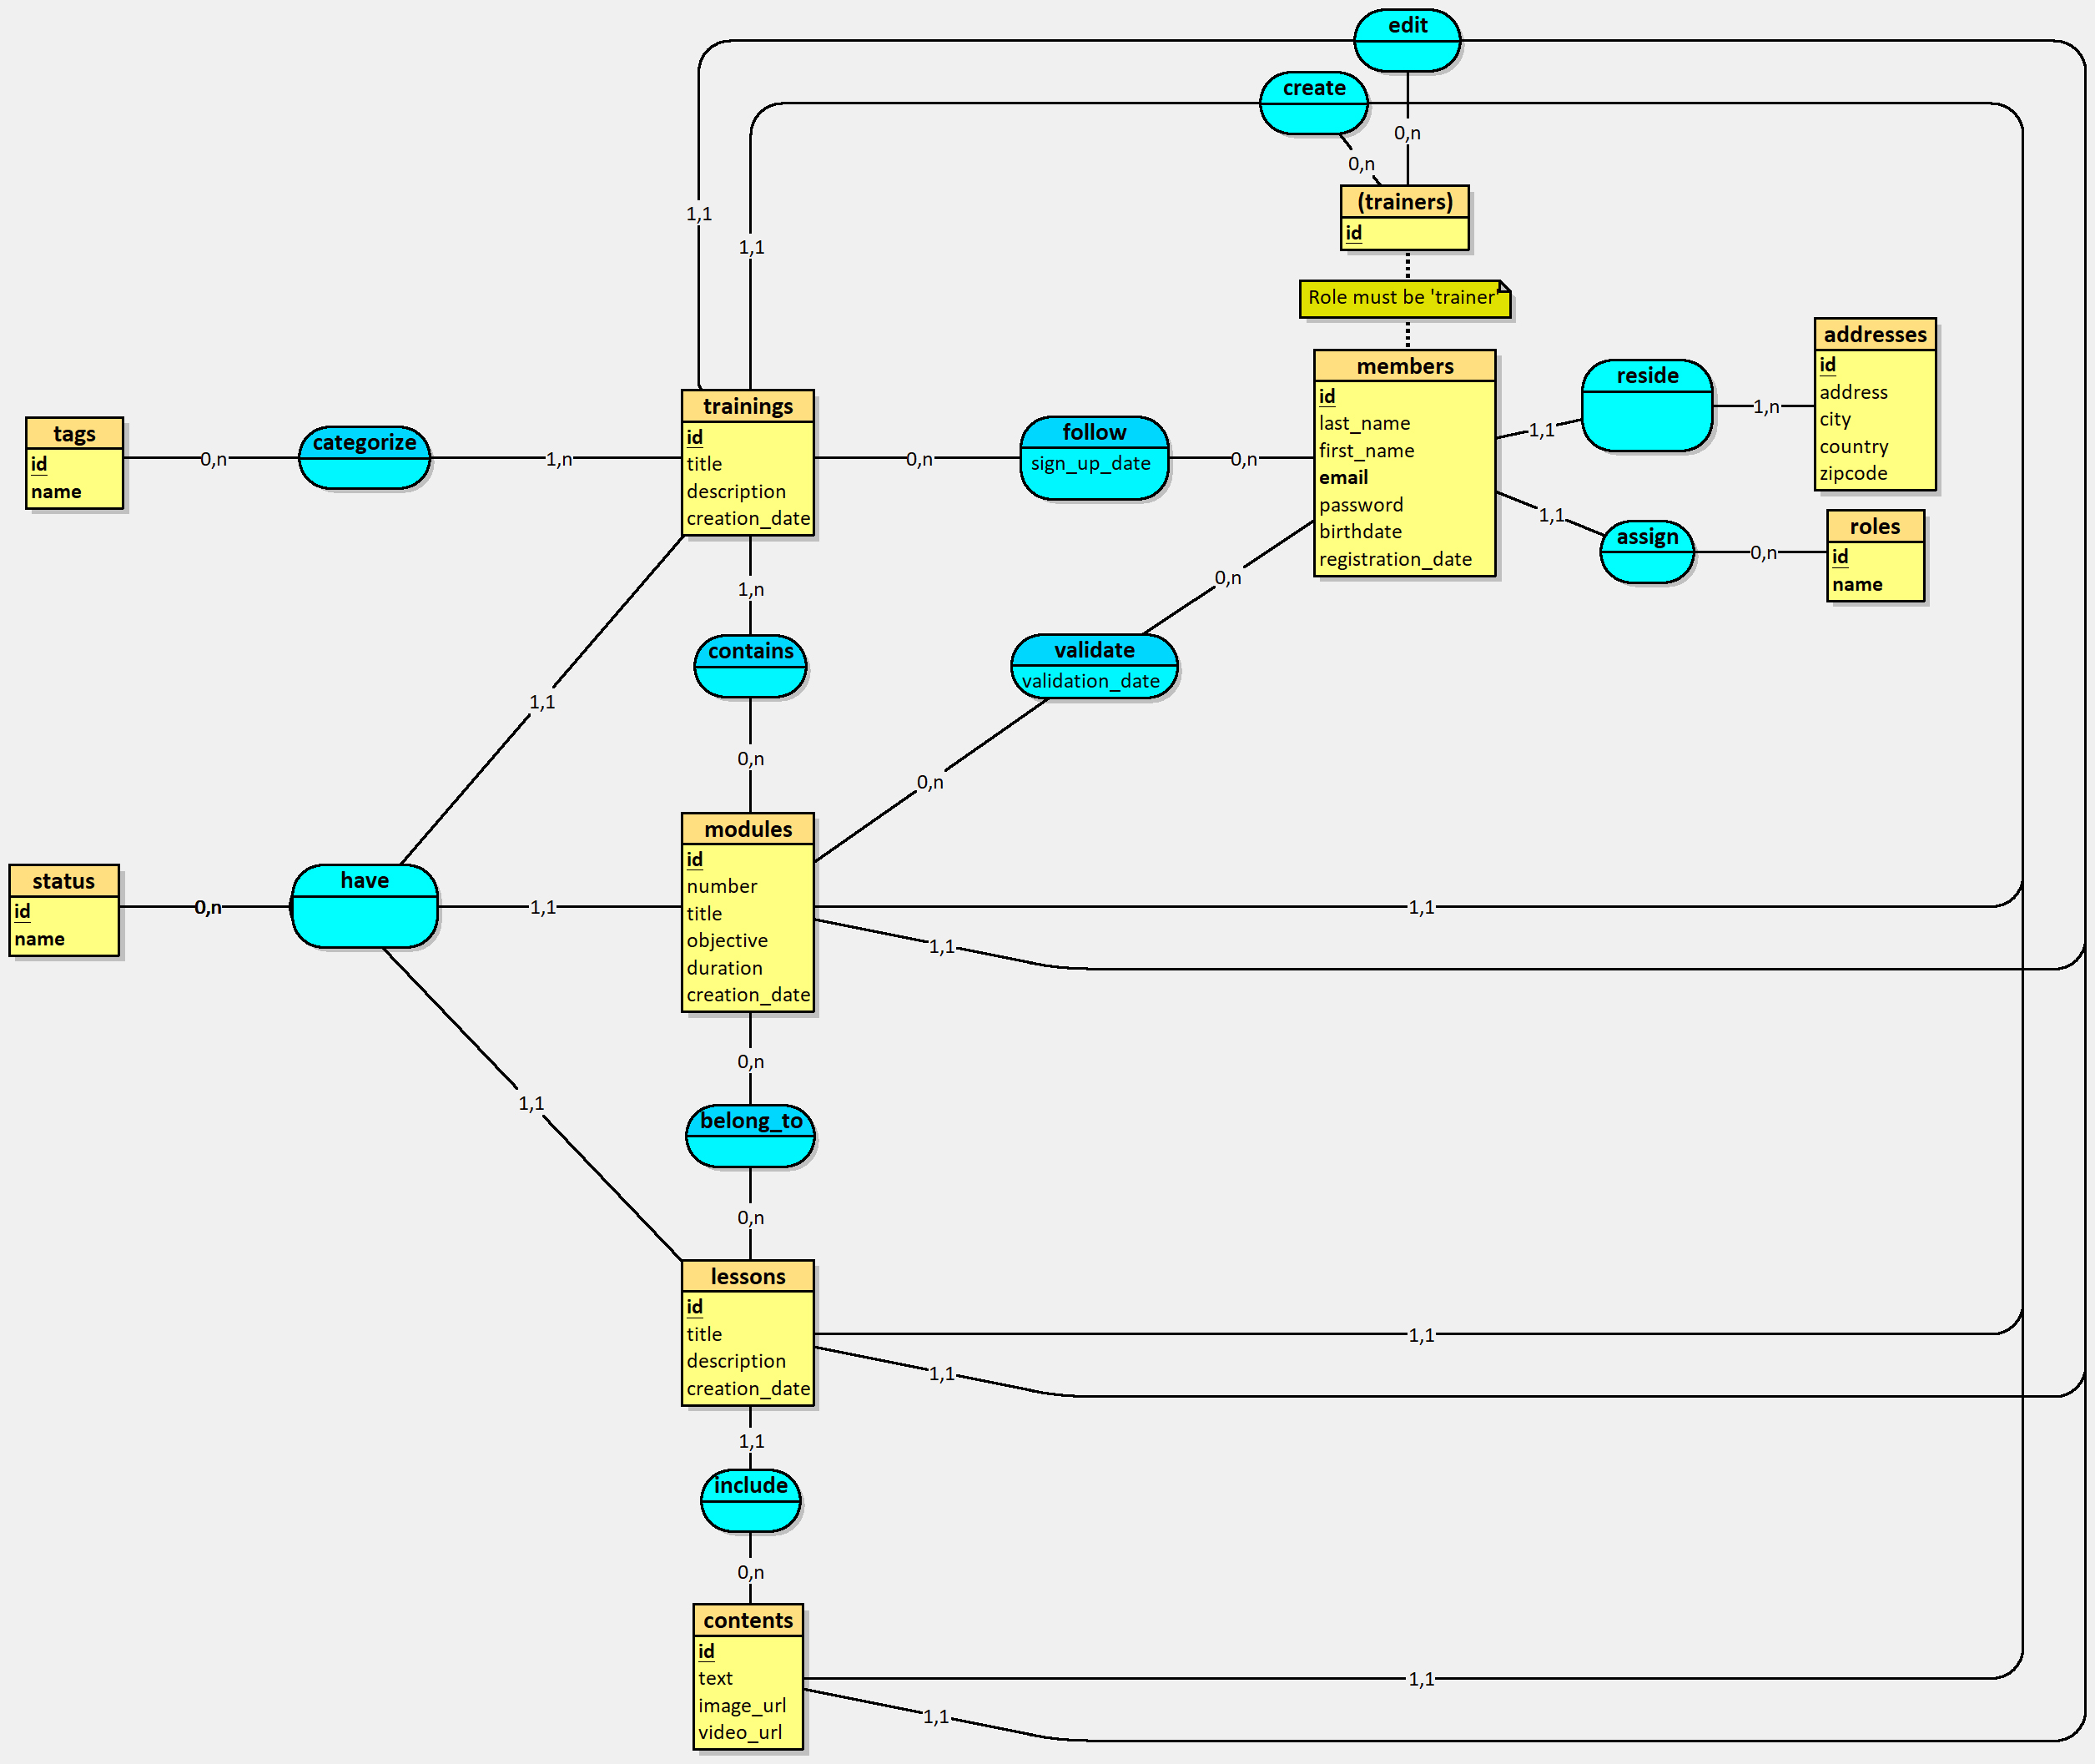 edit
create
0,n
0,n
(trainers)
id
1,1
1,1
Role must be 'trainer'
members
id
last_name
first_name
email
password
birthdate
registration_date
addresses
id
address
city
country
zipcode
reside
1,1
1,n
assign
1,1
0,n
roles
id
name
tags
id
name
0,n
categorize
1,n
trainings
id
title
description
creation_date
0,n
follow
sign_up_date
0,n
1,n
contains
0,n
0,n
validate
validation_date
0,n
1,1
status
id
name
0,n
have
1,1
modules
id
number
title
objective
duration
creation_date
1,1
1,1
0,n
belong_to
0,n
1,1
lessons
id
title
description
creation_date
1,1
1,1
1,1
include
0,n
contents
id
text
image_url
video_url
1,1
1,1